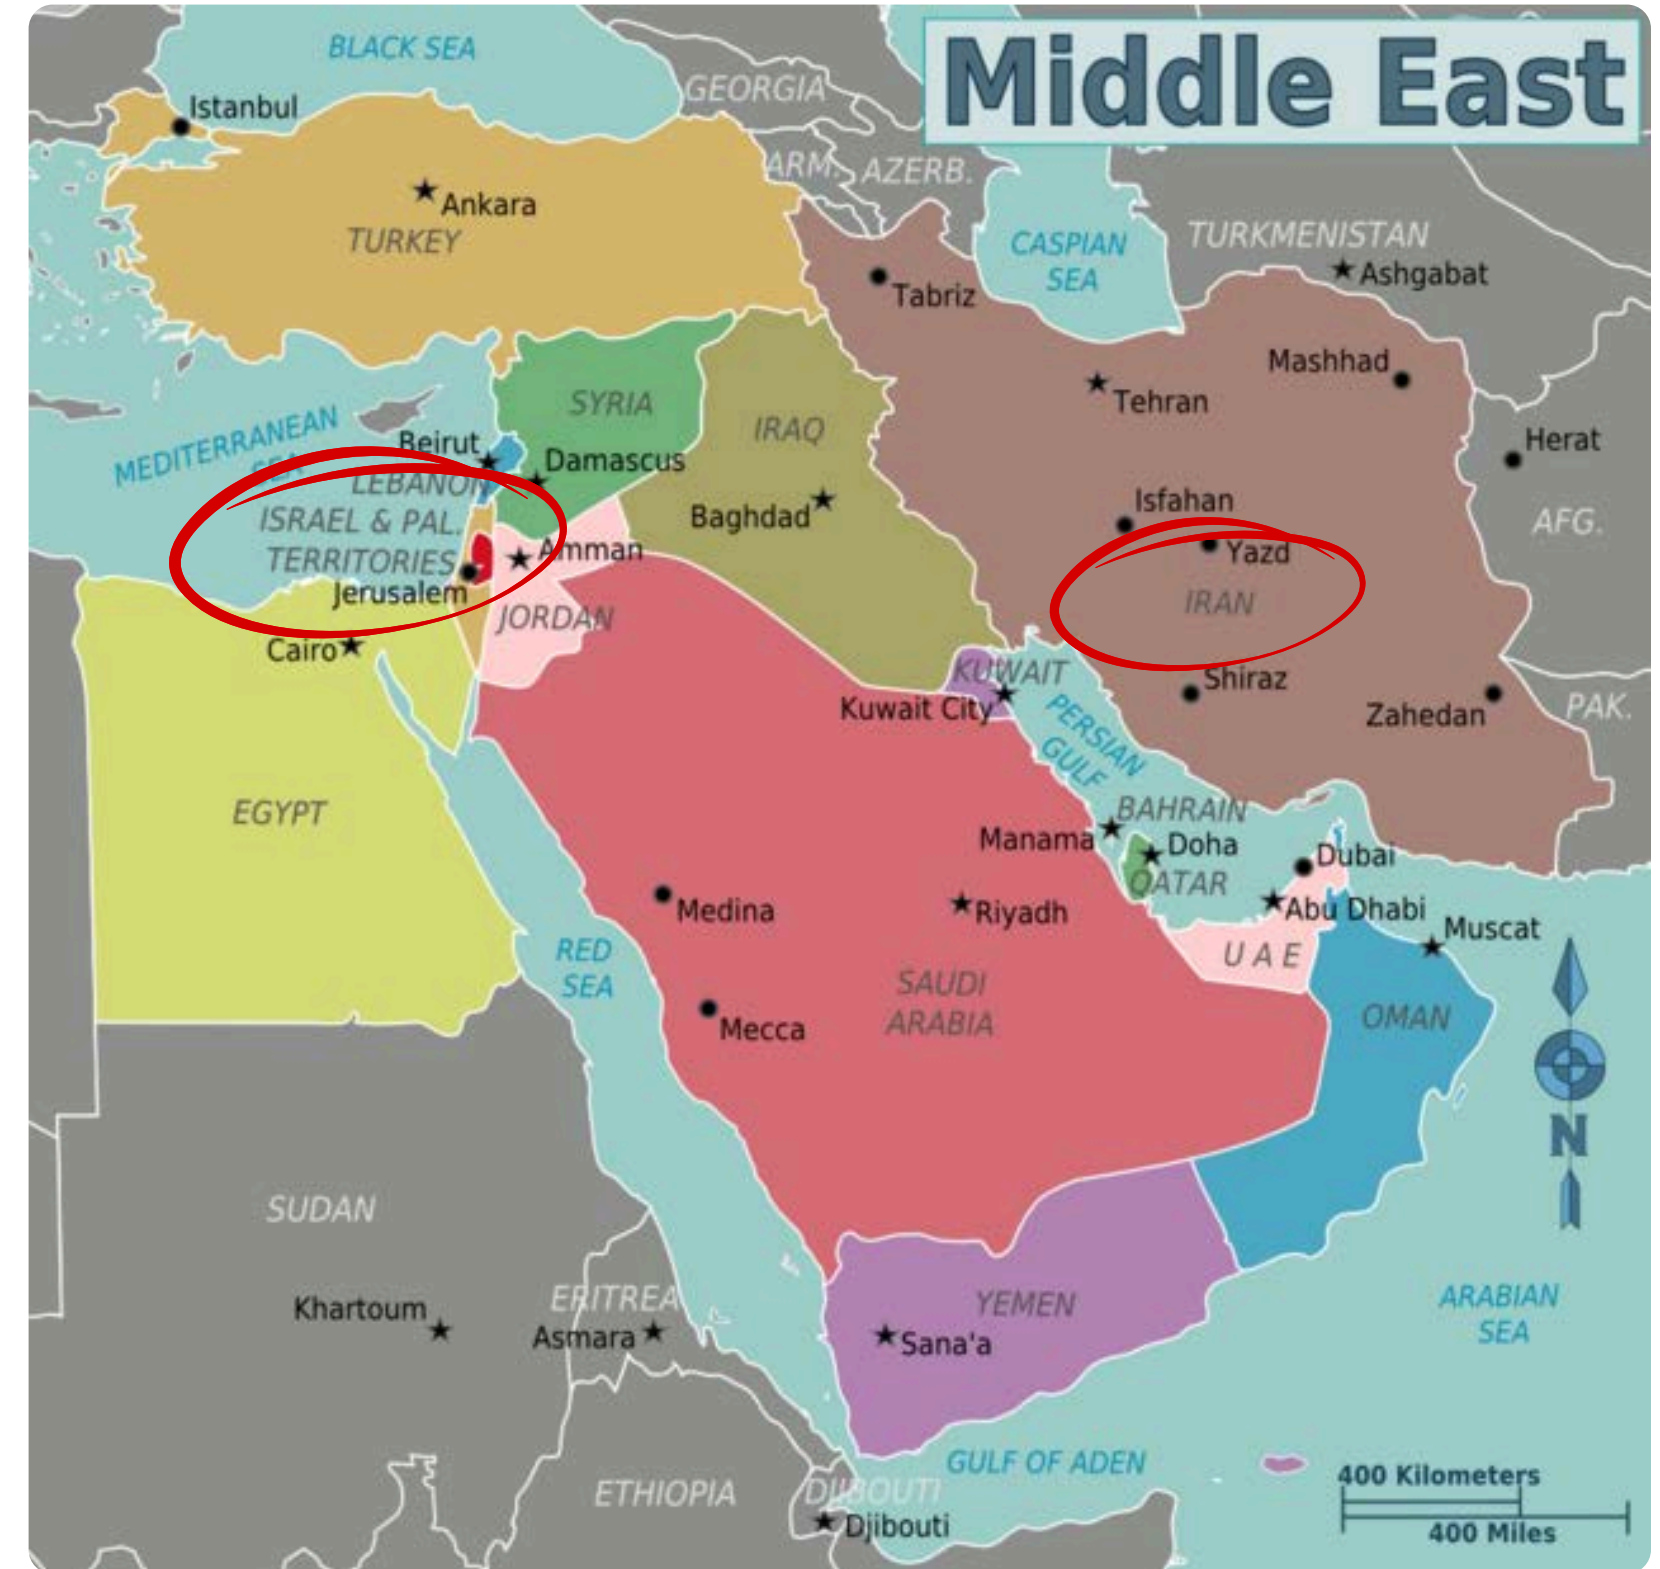 Middle East
BLACK SEA
GEORGIA
Istanbul
ARM.
AZERB.
Ankara
TURKEY
CASPIAN
SEA
TURKMENISTAN
Ashgabat
Tabriz
Mashhad
Tehran
SYRIA
IRAQ
MEDITERRANEAN
SEA
Beirut
Damascus
LEBANON
Herat
Isfahan
Baghdad
ISRAEL & PAL.
TERRITORIES
AFG.
Amman
Yazd
Jerusalem
IRAN
JORDAN
Cairo
KUWAIT
Kuwait City
Shiraz
Zahedan
PAK.
PERSIAN
GULF
EGYPT
BAHRAIN
Manama
Doha
QATAR
Dubai
Abu Dhabi
Medina
Riyadh
Muscat
RED
SEA
U A E
SAUDI
ARABIA
OMAN
Mecca
N
SUDAN
ERITREA
Khartoum
Asmara
YEMEN
Sana'a
ARABIAN
SEA
GULF OF ADEN
ETHIOPIA
DJIBOUTI
Djibouti
400 Kilometers
400 Miles